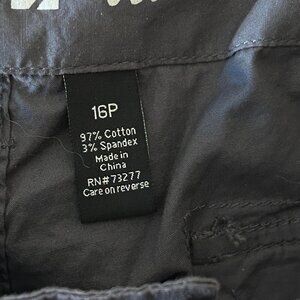 16P
97% Cotton
3% Spandex
Made in
China
RN#73277
Care on reverse